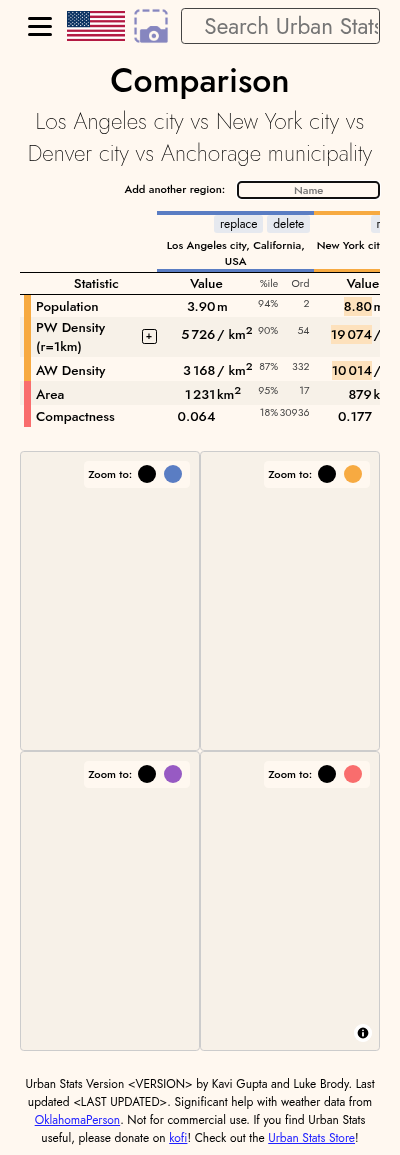 Search Urban Stats
Comparison
Los Angeles city vs New York city vs
Denver city vs Anchorage municipality
Add another region: Name
replace delete r
Los Angeles city, California, USA New York cit
Statistic Value %ile Ord Value
Population 3.90 m 94% 2 8.80 m
PW Density (r=1km) + 5 726 / km² 90% 54 19 074 /
AW Density 3 168 / km² 87% 332 10 014 /
Area 1 231 km² 95% 17 879 k
Compactness 0.064 18% 30936 0.177
Zoom to: Zoom to:
Zoom to: Zoom to:
Urban Stats Version <VERSION> by Kavi Gupta and Luke Brody. Last
updated <LAST UPDATED>. Significant help with weather data from
OklahomaPerson. Not for commercial use. If you find Urban Stats
useful, please donate on kofi! Check out the Urban Stats Store!